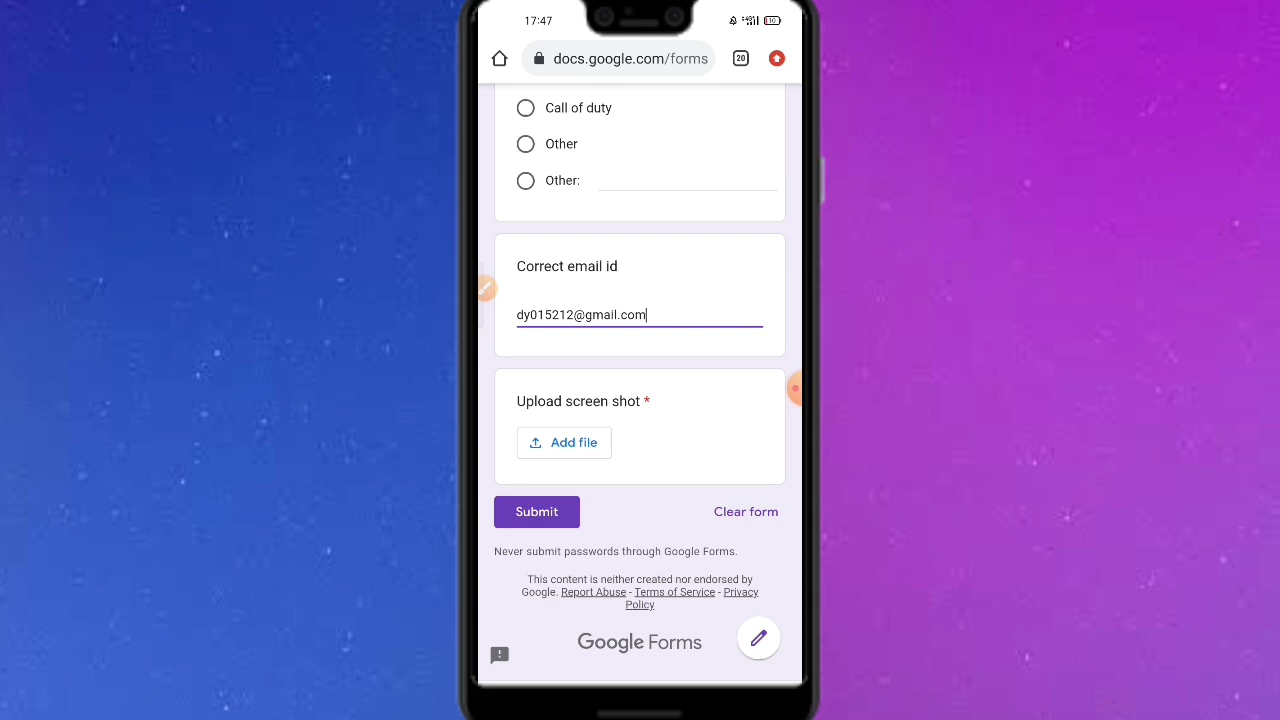 17:47
docs.google.com/forms
20
Call of duty
Other
Other:
Correct email id
dy015212@gmail.com
Upload screen shot *
Add file
Submit
Clear form
Never submit passwords through Google Forms.
This content is neither created nor endorsed by
Google. Report Abuse - Terms of Service - Privacy
Policy
Google Forms